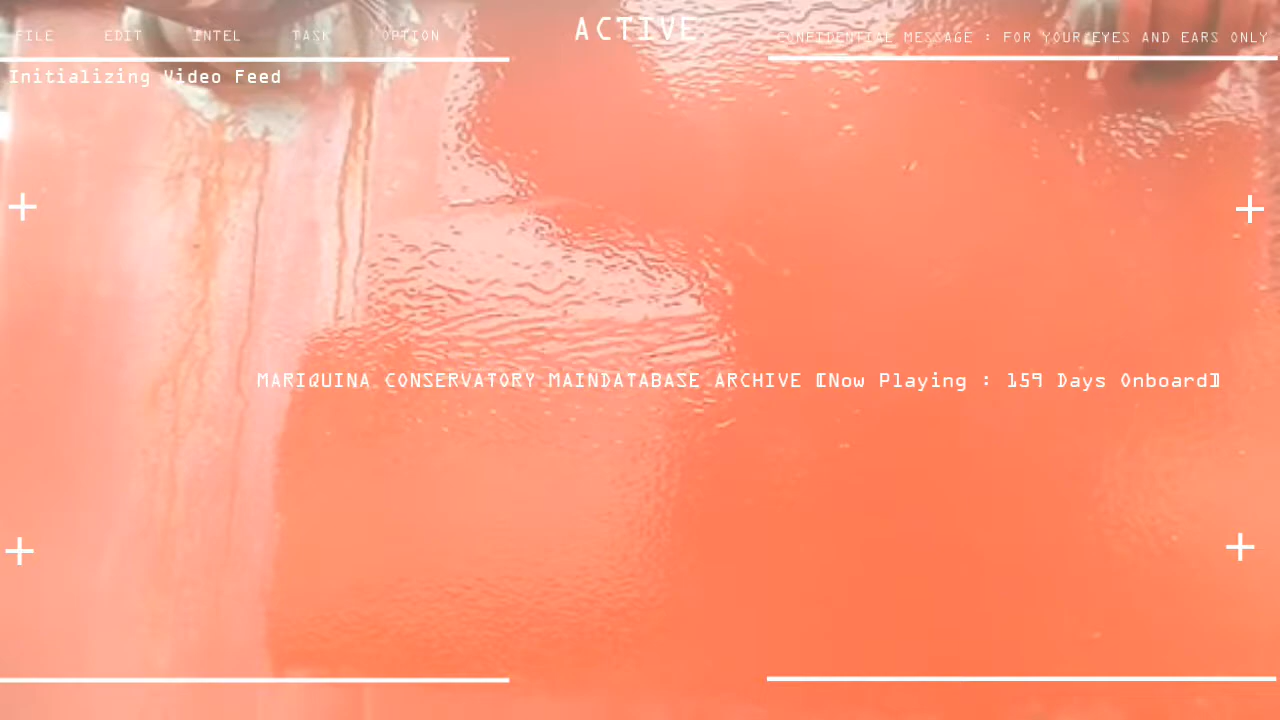 FILE EDIT INTEL TASK OPTION
ACTIVE
CONFIDENTIAL MESSAGE : FOR YOUR EYES AND EARS ONLY
Initializing Video Feed
MARIQUINA CONSERVATORY MAINDATABASE ARCHIVE [Now Playing : 159 Days Onboard]